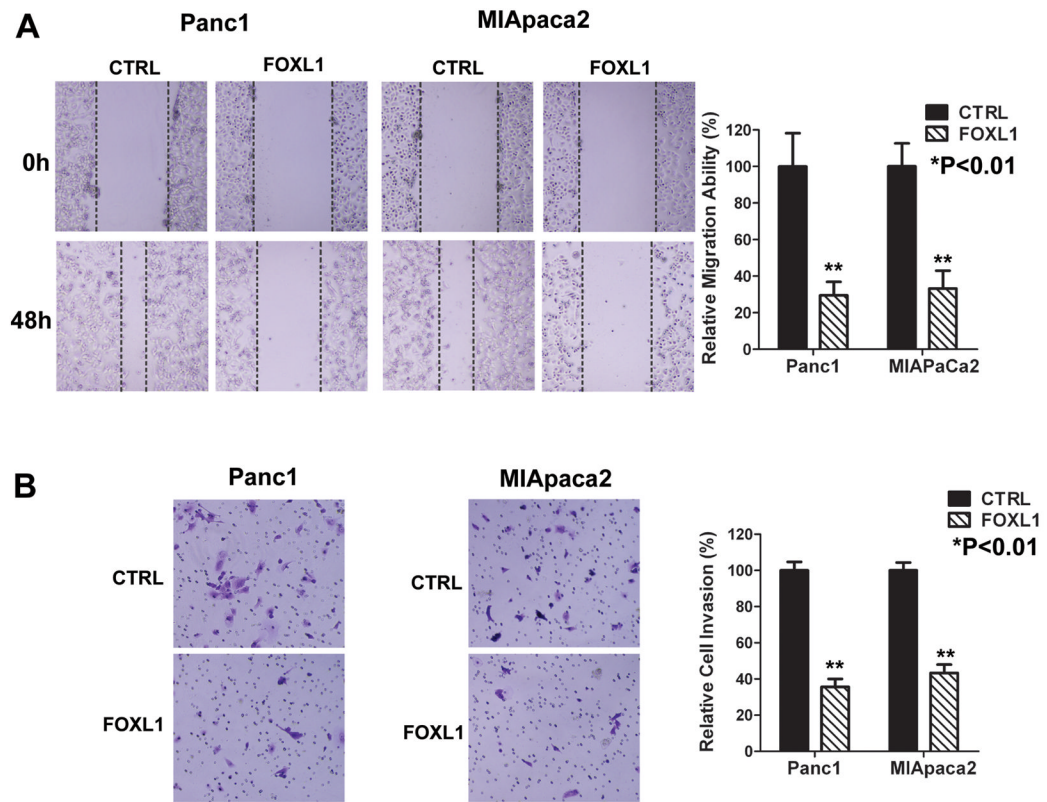 A
Panc1
MIApaca2
CTRL
FOXL1
CTRL
FOXL1
0h
48h
Relative Migration Ability (%)
120
100
80
60
40
20
0
CTRL
FOXL1
*P<0.01
**
**
Panc1
MIAPaCa2
B
Panc1
MIApaca2
CTRL
CTRL
FOXL1
FOXL1
Relative Cell Invasion (%)
120
100
80
60
40
20
0
CTRL
FOXL1
*P<0.01
**
**
Panc1
MIApaca2